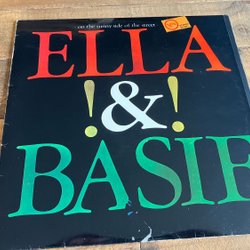 on the sunny side of the street
ELLA
!&!
BASIE